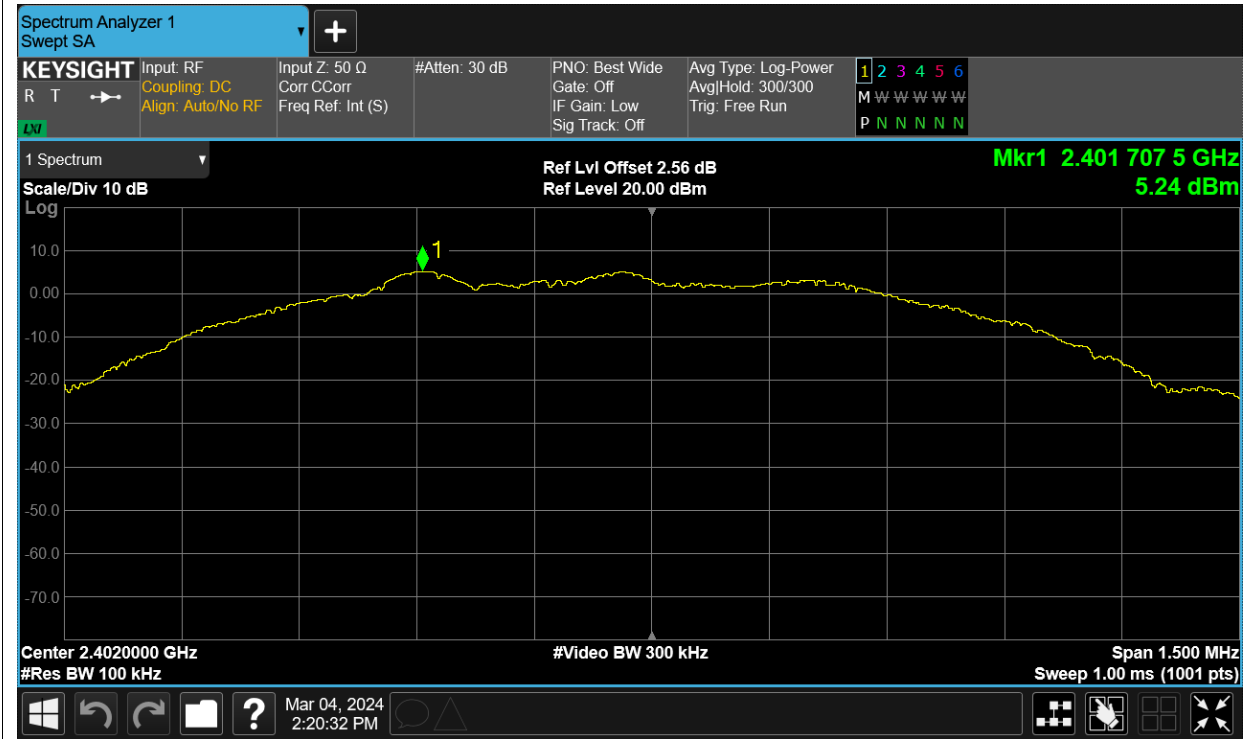 Spectrum Analyzer 1
Swept SA
+
KEYSIGHT
R T
LXI
Input: RF
Coupling: DC
Align: Auto/No RF
Input Z: 50 Ω
Corr CCorr
Freq Ref: Int (S)
#Atten: 30 dB
PNO: Best Wide
Gate: Off
IF Gain: Low
Sig Track: Off
Avg Type: Log-Power
Avg|Hold: 300/300
Trig: Free Run
1 2 3 4 5 6
M W W W W W
P N N N N N
1 Spectrum
Scale/Div 10 dB
Log
Ref Lvl Offset 2.56 dB
Ref Level 20.00 dBm
Mkr1 2.401 707 5 GHz
5.24 dBm
1
10.0
0.00
-10.0
-20.0
-30.0
-40.0
-50.0
-60.0
-70.0
Center 2.4020000 GHz
#Res BW 100 kHz
#Video BW 300 kHz
Span 1.500 MHz
Sweep 1.00 ms (1001 pts)
?
Mar 04, 2024
2:20:32 PM